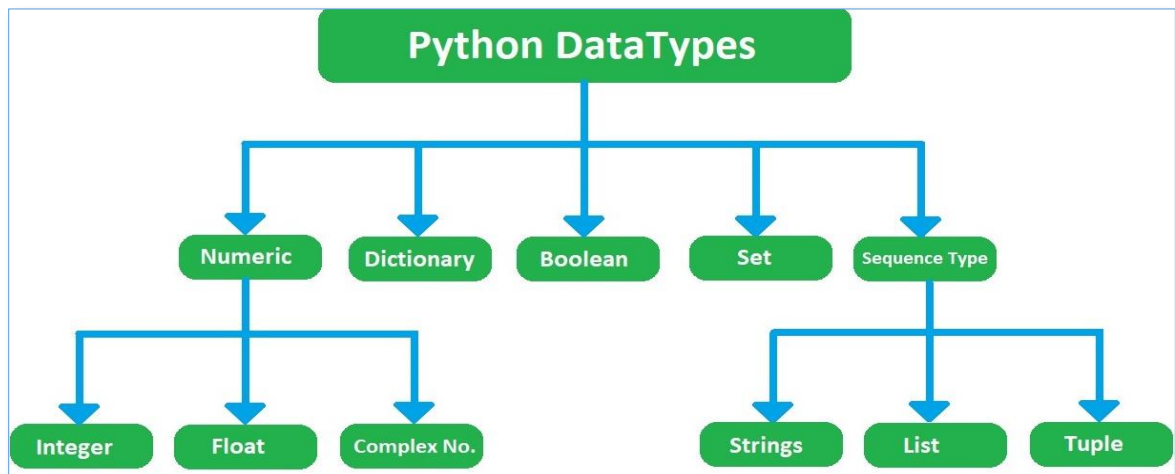 Python DataTypes
Numeric
Dictionary
Boolean
Set
Sequence Type
Integer
Float
Complex No.
Strings
List
Tuple